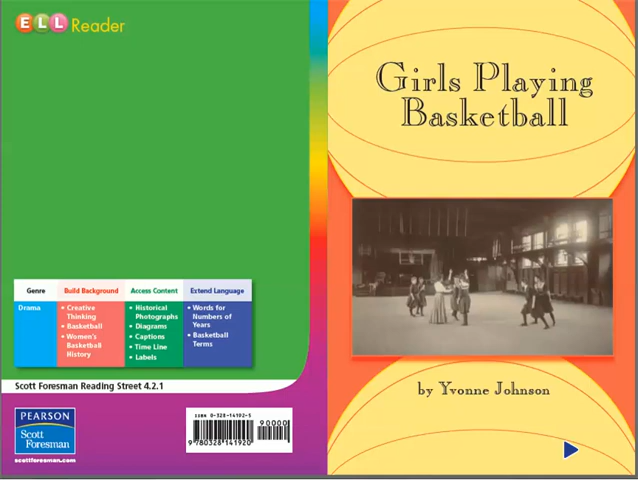 ELL Reader
Genre
Build Background
Access Content
Extend Language
Drama
• Creative
Thinking
• Basketball
• Women's
Basketball
History
• Historical
Photographs
• Diagrams
• Captions
• Time Line
• Labels
• Words for
Numbers of
Years
• Basketball
Terms
Scott Foresman Reading Street 4.2.1
PEARSON
Scott
Foresman
scottforesman.com
ISBN 0-328-14192-5
90000
9 780328 141920
Girls Playing
Basketball
by Yvonne Johnson